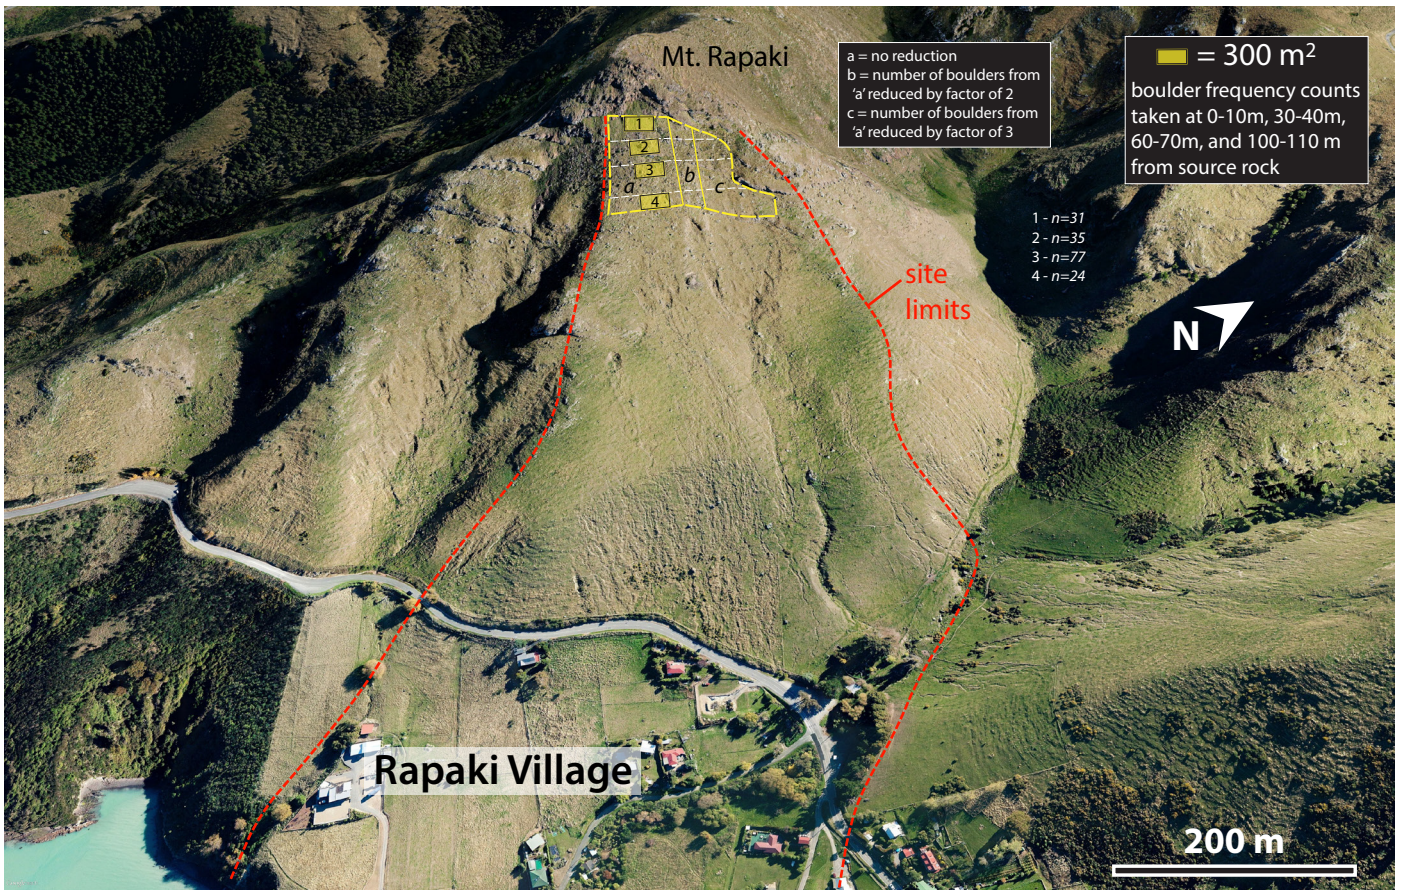 Mt. Rapaki
a = no reduction
b = number of boulders from
'a' reduced by factor of 2
c = number of boulders from
'a' reduced by factor of 3
= 300 m²
boulder frequency counts
taken at 0-10m, 30-40m,
60-70m, and 100-110 m
from source rock
1
2
3
4
a
b
c
1 - n=31
2 - n=35
3 - n=77
4 - n=24
site
limits
N
Rapaki Village
200 m